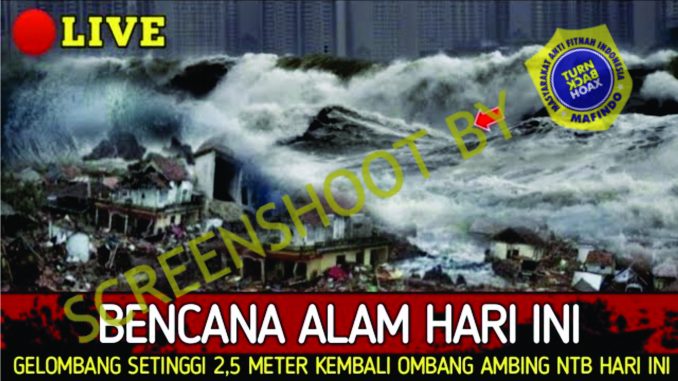 LIVE
MASYARAKAT ANTI FITNAH INDONESIA
TURN
BACK
HOAX
MAFINDO
SCREENSHOOT BY
BENCANA ALAM HARI INI
GELOMBANG SETINGGI 2,5 METER KEMBALI OMBANG AMBING NTB HARI INI